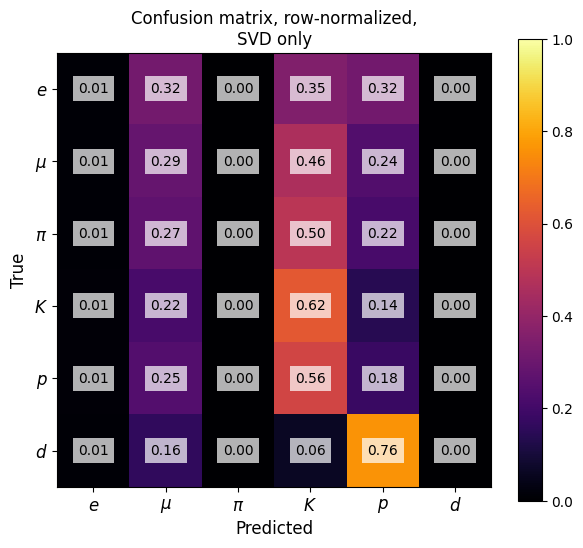 Confusion matrix, row-normalized,
SVD only
e 0.01 0.32 0.00 0.35 0.32 0.00
μ 0.01 0.29 0.00 0.46 0.24 0.00
π 0.01 0.27 0.00 0.50 0.22 0.00
K 0.01 0.22 0.00 0.62 0.14 0.00
p 0.01 0.25 0.00 0.56 0.18 0.00
d 0.01 0.16 0.00 0.06 0.76 0.00
e μ π K p d
True
Predicted
1.0
0.8
0.6
0.4
0.2
0.0